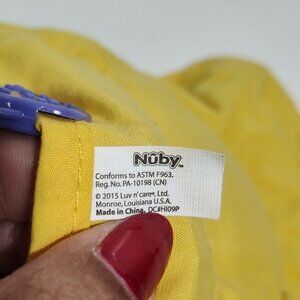 Nûby™
Conforms to ASTM F963.
Reg. No. PA-10198 (CN)
© 2015 Luv n' care®, Ltd.
Monroe, Louisiana U.S.A.
Made in China. DC#HI09P